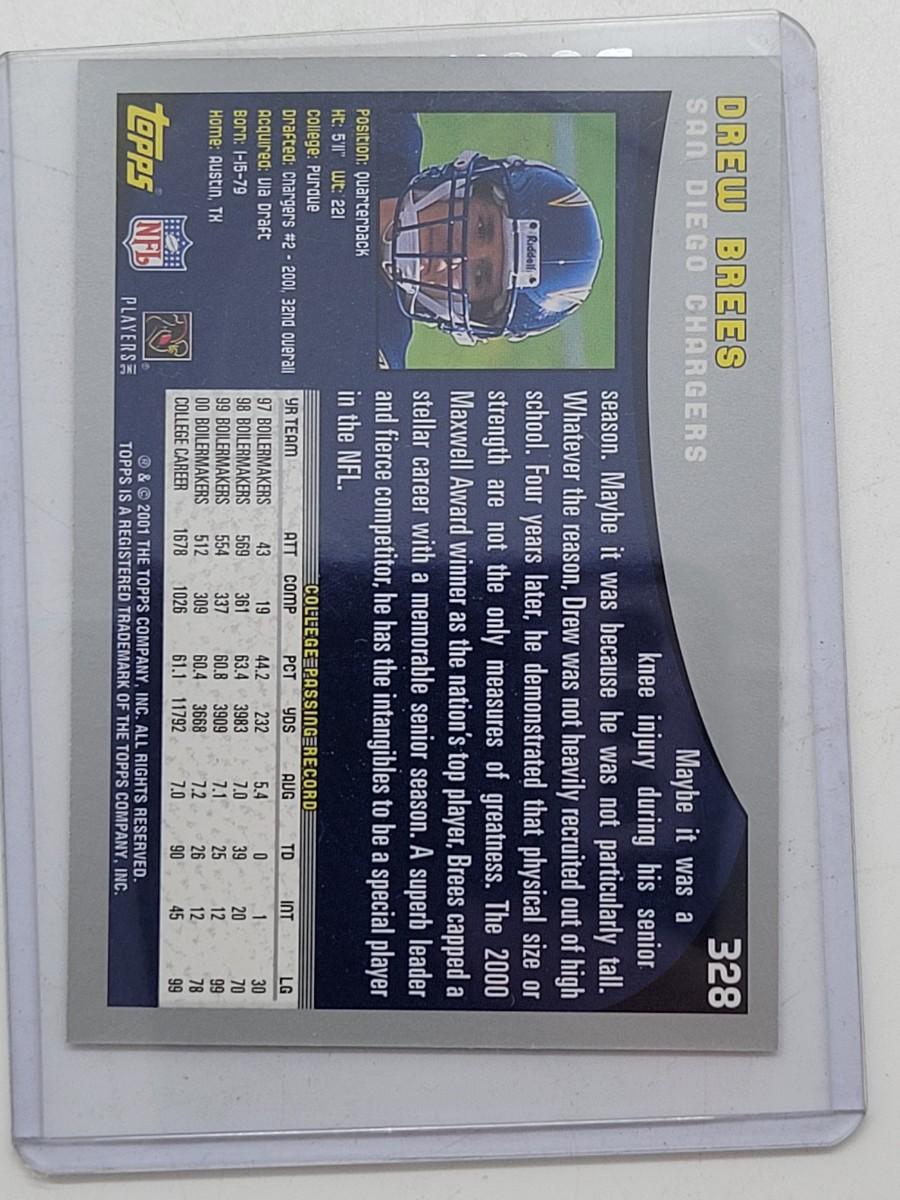 DREW BREES
SAN DIEGO CHARGERS
328
Riddell
Maybe it was a
knee injury during his senior
season. Maybe it was because he was not particularly tall.
Whatever the reason, Drew was not heavily recruited out of high
school. Four years later, he demonstrated that physical size or
strength are not the only measures of greatness. The 2000
Maxwell Award winner as the nation's top player, Brees capped a
stellar career with a memorable senior season. A superb leader
and fierce competitor, he has the intangibles to be a special player
in the NFL.
Position: Quarterback
Ht: 5'11" Wt: 221
College: Purdue
Drafted: Chargers #2 - 2001, 32nd overall
Acquired: Via Draft
Born: 1-15-79
Home: Austin, TX
COLLEGE PASSING RECORD
YR TEAM ATT COMP PCT YDS AVG TD INT LG
97 BOILERMAKERS 43 19 44.2 232 5.4 0 1 30
98 BOILERMAKERS 569 361 63.4 3983 7.0 39 20 70
99 BOILERMAKERS 554 337 60.8 3909 7.1 25 12 99
00 BOILERMAKERS 512 309 60.4 3668 7.2 26 12 78
COLLEGE CAREER 1678 1026 61.1 11792 7.0 90 45 99
Topps ®
NFL
PLAYERS INC
® & © 2001 THE TOPPS COMPANY, INC. ALL RIGHTS RESERVED.
TOPPS IS A REGISTERED TRADEMARK OF THE TOPPS COMPANY, INC.